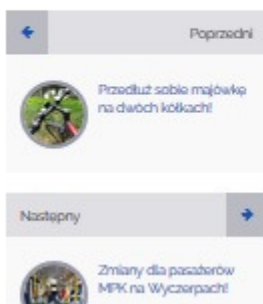 Poprzedni
Przedłuż sobie majówkę
na dwóch kółkach!
Następny
Zmiany dla pasażerów
MPK na Wyczerpach!